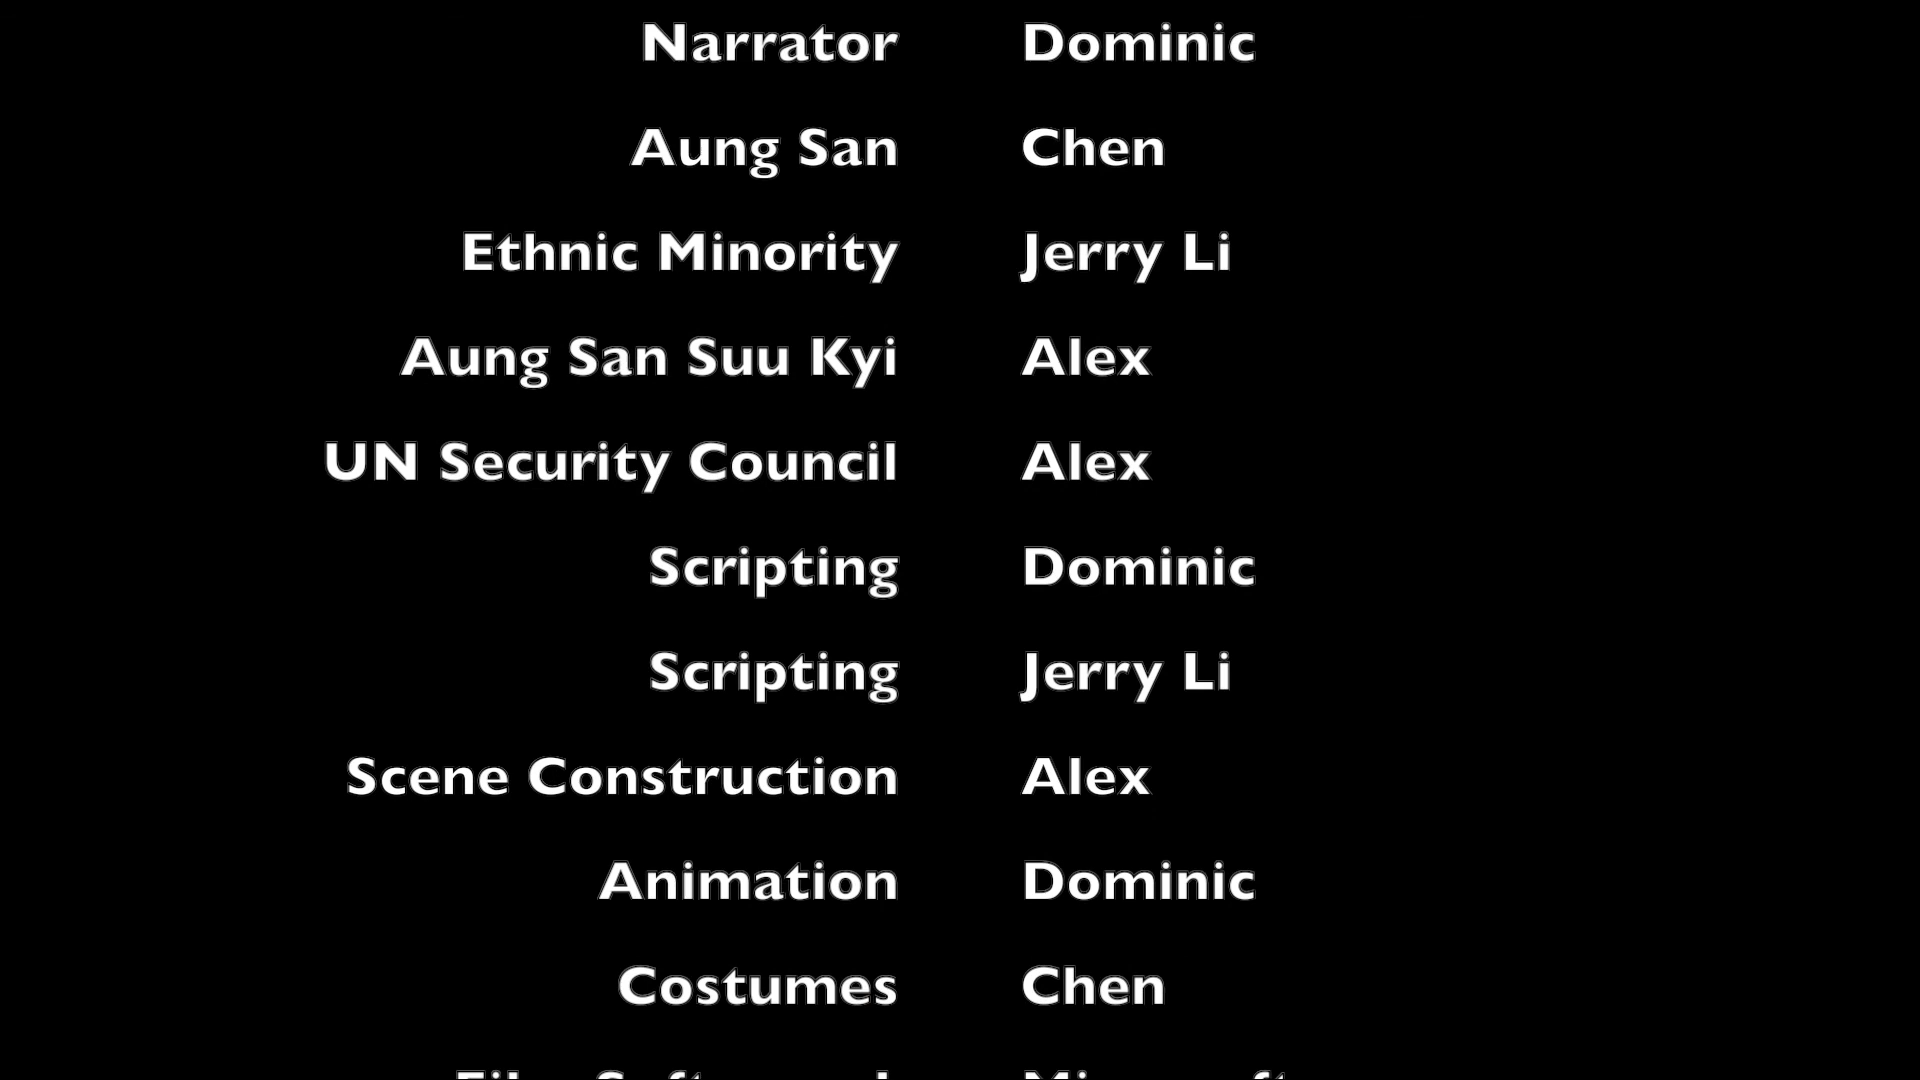 Narrator Dominic
Aung San Chen
Ethnic Minority Jerry Li
Aung San Suu Kyi Alex
UN Security Council Alex
Scripting Dominic
Scripting Jerry Li
Scene Construction Alex
Animation Dominic
Costumes Chen